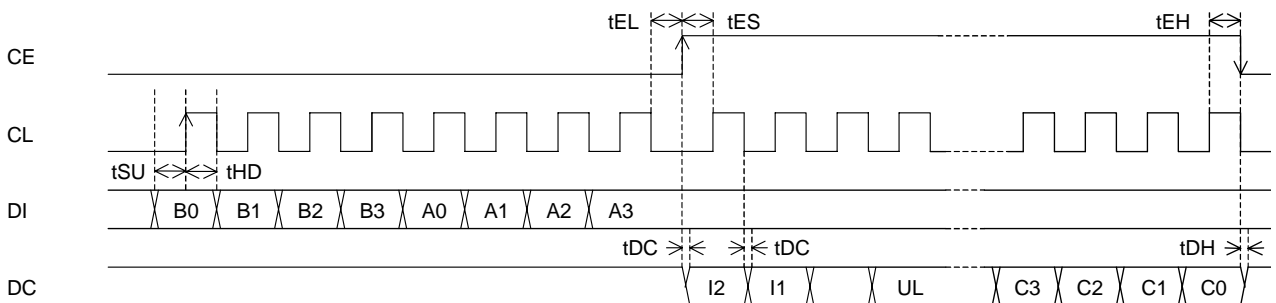 tEL tES tEH
CE
CL
tSU tHD
DI B0 B1 B2 B3 A0 A1 A2 A3
tDC tDC tDH
DC I2 I1 UL C3 C2 C1 C0